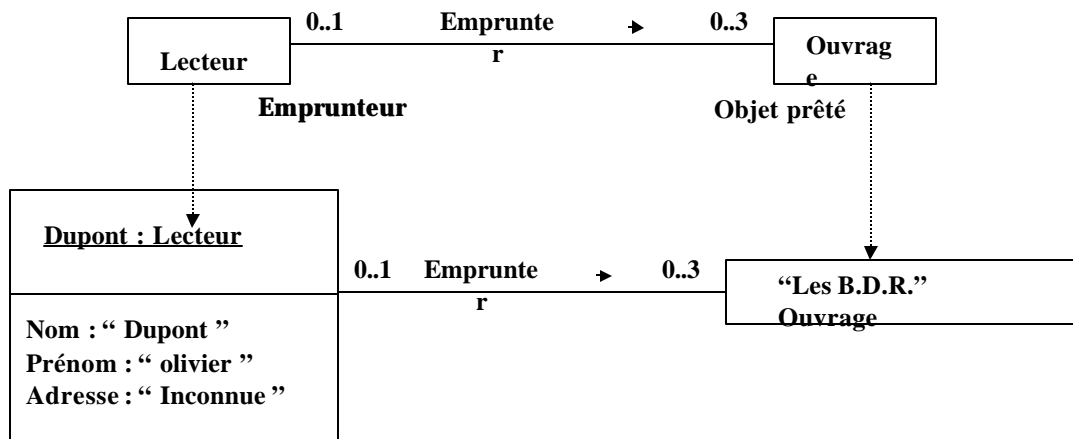 0..1 Emprunte 0..3
r
Lecteur
Ouvrag
e
Emprunteur
Objet prêté
Dupont : Lecteur
0..1 Emprunte 0..3
r
“Les B.D.R.”
Ouvrage
Nom : “ Dupont ”
Prénom : “ olivier ”
Adresse : “ Inconnue ”